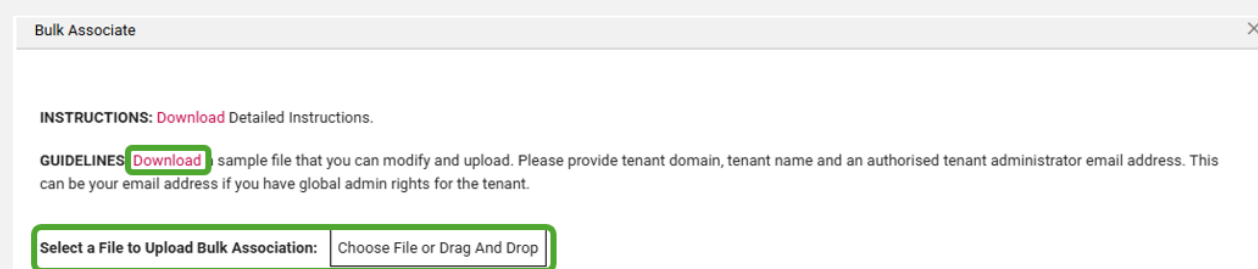 Bulk Associate
INSTRUCTIONS: Download Detailed Instructions.
GUIDELINES Download sample file that you can modify and upload. Please provide tenant domain, tenant name and an authorised tenant administrator email address. This
can be your email address if you have global admin rights for the tenant.
Select a File to Upload Bulk Association: Choose File or Drag And Drop